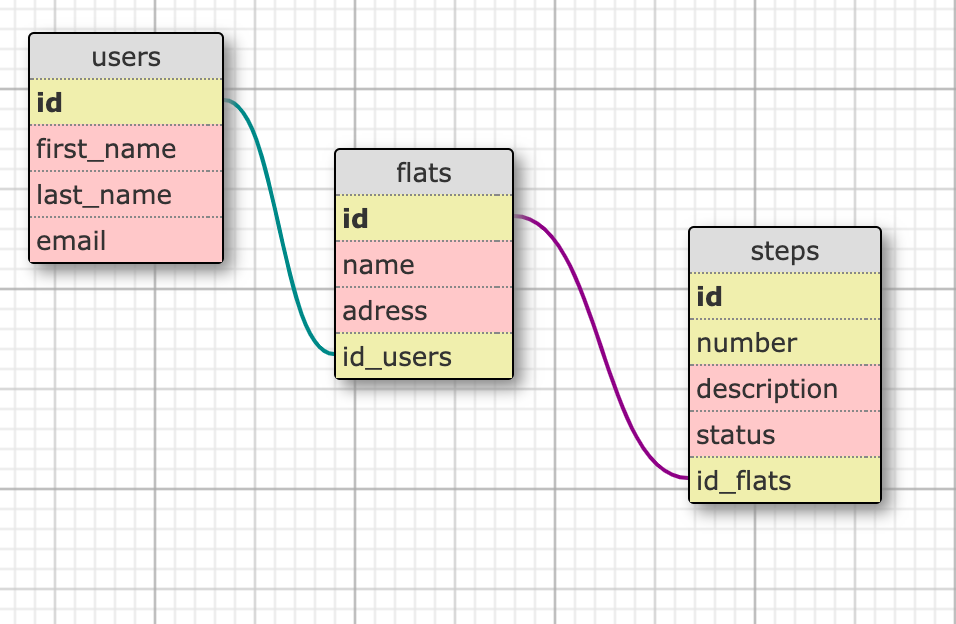 users
id
first_name
last_name
email
flats
id
name
adress
id_users
steps
id
number
description
status
id_flats